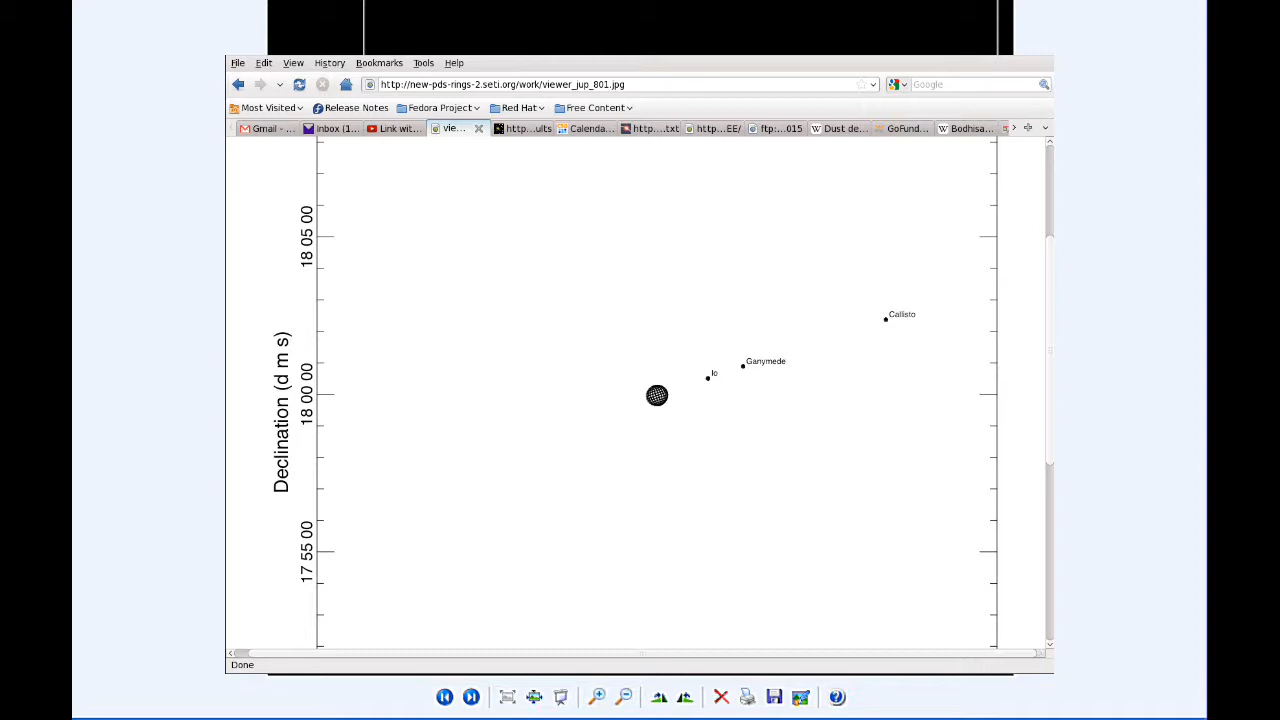 File Edit View History Bookmarks Tools Help
http://new-pds-rings-2.seti.org/work/viewer_jup_801.jpg Google
Most Visited Release Notes Fedora Project Red Hat Free Content
Gmail - ... Inbox (1... Link wit... vie... http...ults Calenda... http....txt http...EE/ ftp:...015 Dust de... GoFund... Bodhisa...
18 05 00
Callisto
Ganymede
Io
Declination (d m s)
18 00 00
17 55 00
Done